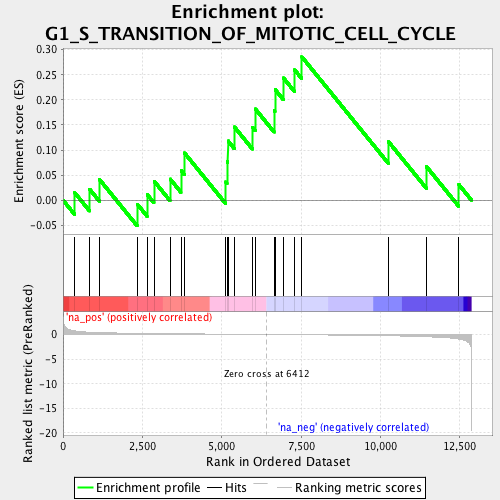 Enrichment plot:
G1_S_TRANSITION_OF_MITOTIC_CELL_CYCLE
Enrichment score (ES)
0.30
0.25
0.20
0.15
0.10
0.05
0.00
-0.05
'na_pos' (positively correlated)
Ranked list metric (PreRanked)
0
-5
-10
-15
-20
Zero cross at 6412
'na_neg' (negatively correlated)
0
2,500
5,000
7,500
10,000
12,500
Rank in Ordered Dataset
Enrichment profile
Hits
Ranking metric scores